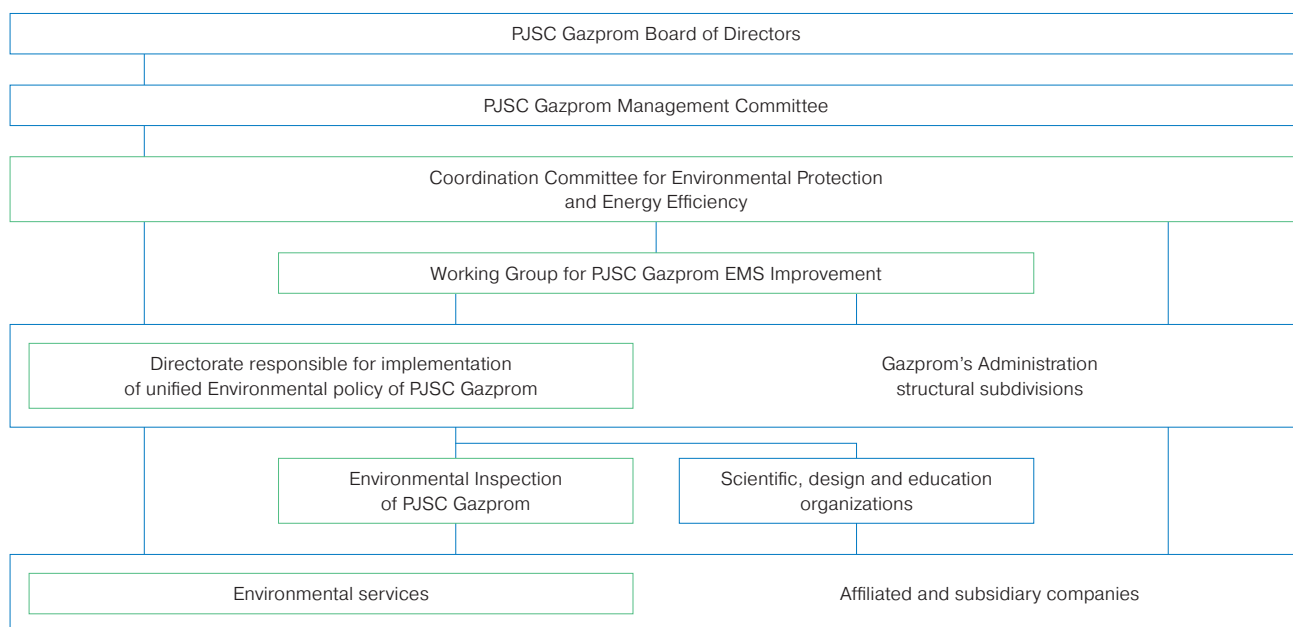 PJSC Gazprom Board of Directors
PJSC Gazprom Management Committee
Coordination Committee for Environmental Protection
and Energy Efficiency
Working Group for PJSC Gazprom EMS Improvement
Directorate responsible for implementation
of unified Environmental policy of PJSC Gazprom
Gazprom’s Administration
structural subdivisions
Environmental Inspection
of PJSC Gazprom
Scientific, design and education
organizations
Environmental services
Affiliated and subsidiary companies